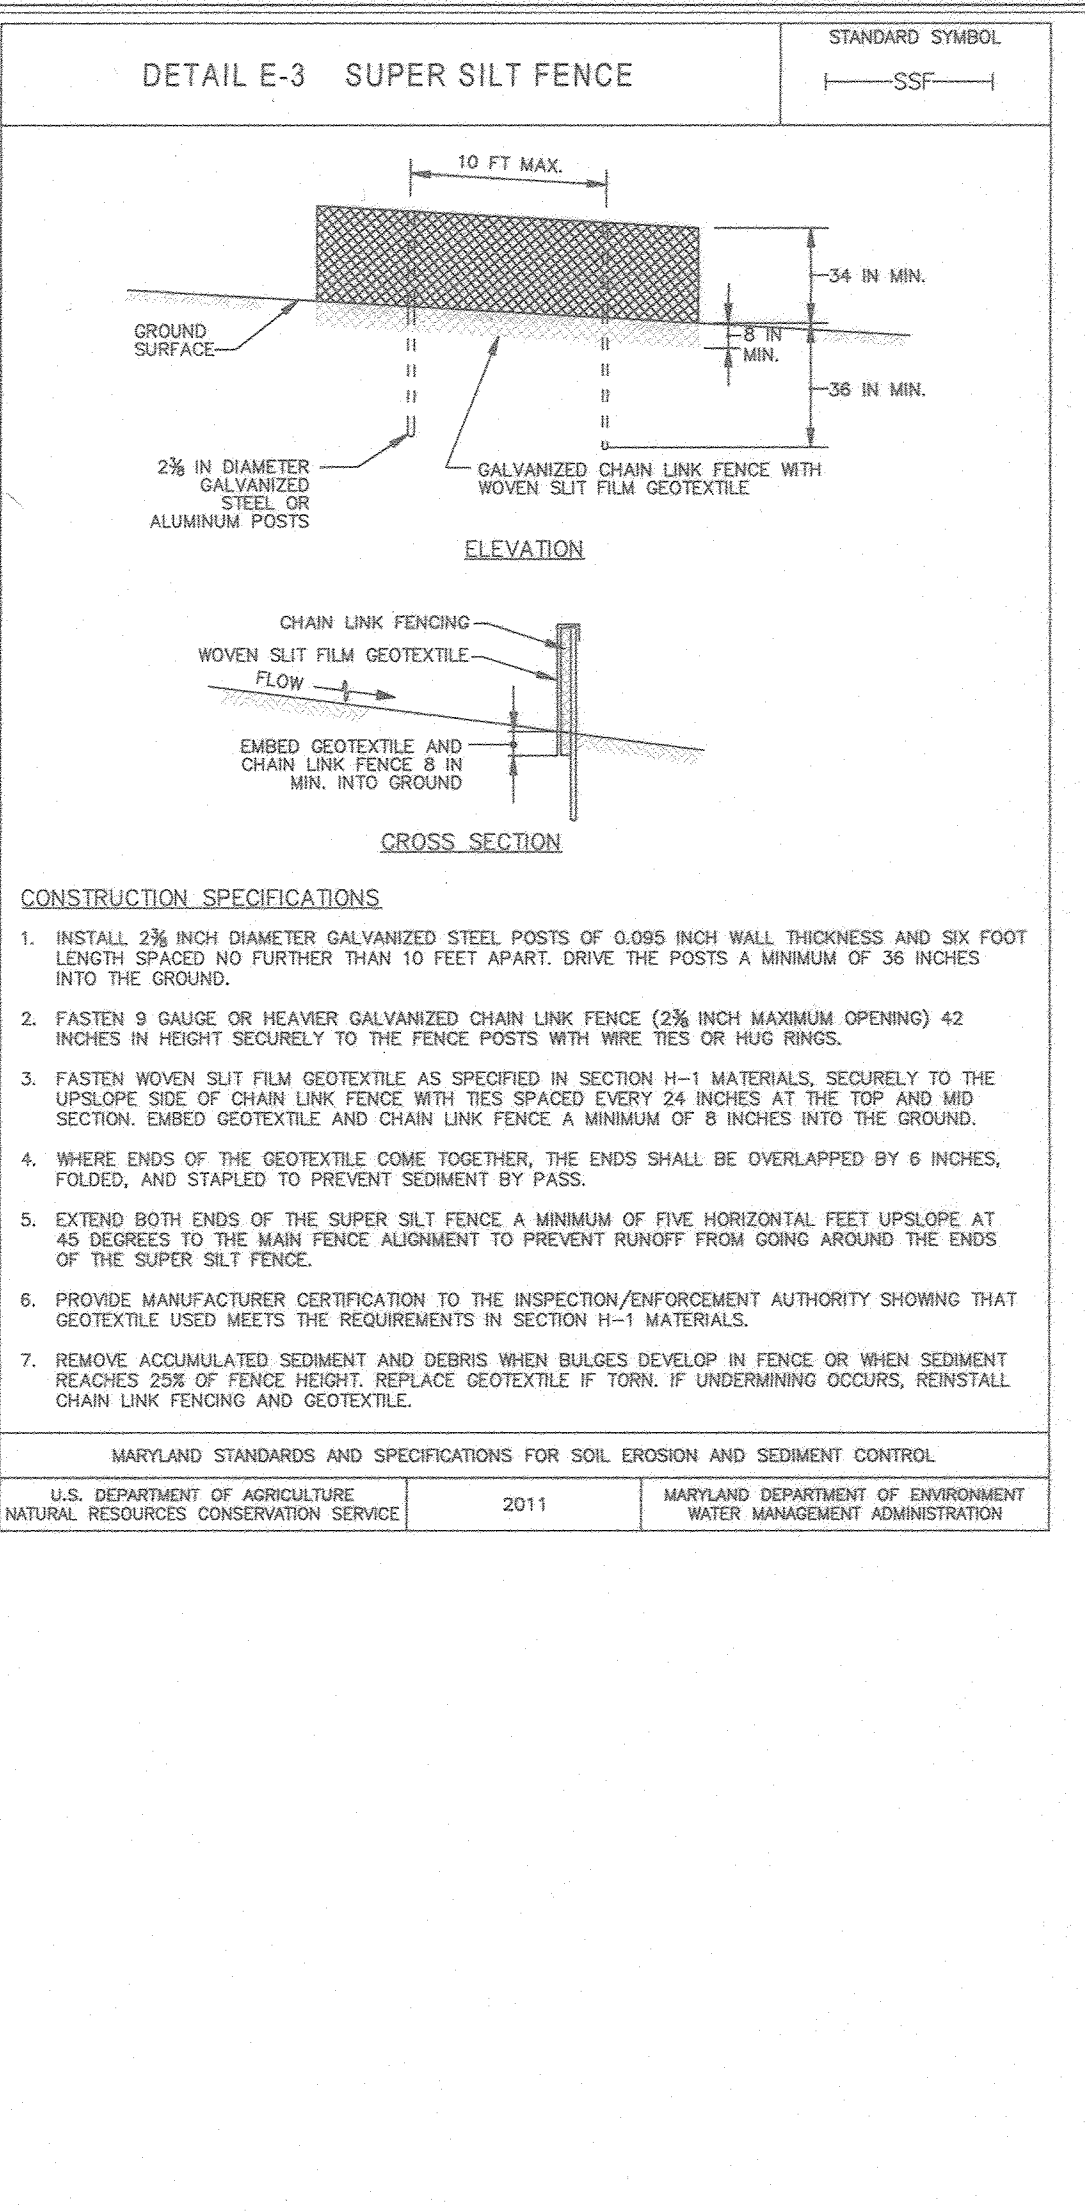 DETAIL E-3 SUPER SILT FENCE
STANDARD SYMBOL
SSF
10 FT MAX.
34 IN MIN.
GROUND
SURFACE
8 IN
MIN.
36 IN MIN.
2⅜ IN DIAMETER
GALVANIZED
STEEL OR
ALUMINUM POSTS
GALVANIZED CHAIN LINK FENCE WITH
WOVEN SLIT FILM GEOTEXTILE
ELEVATION
CHAIN LINK FENCING
WOVEN SLIT FILM GEOTEXTILE
FLOW
EMBED GEOTEXTILE AND
CHAIN LINK FENCE 8 IN
MIN. INTO GROUND
CROSS SECTION
CONSTRUCTION SPECIFICATIONS
1. INSTALL 2⅜ INCH DIAMETER GALVANIZED STEEL POSTS OF 0.095 INCH WALL THICKNESS AND SIX FOOT
LENGTH SPACED NO FURTHER THAN 10 FEET APART. DRIVE THE POSTS A MINIMUM OF 36 INCHES
INTO THE GROUND.
2. FASTEN 9 GAUGE OR HEAVIER GALVANIZED CHAIN LINK FENCE (2⅜ INCH MAXIMUM OPENING) 42
INCHES IN HEIGHT SECURELY TO THE FENCE POSTS WITH WIRE TIES OR HUG RINGS.
3. FASTEN WOVEN SLIT FILM GEOTEXTILE AS SPECIFIED IN SECTION H-1 MATERIALS, SECURELY TO THE
UPSLOPE SIDE OF CHAIN LINK FENCE WITH TIES SPACED EVERY 24 INCHES AT THE TOP AND MID
SECTION. EMBED GEOTEXTILE AND CHAIN LINK FENCE A MINIMUM OF 8 INCHES INTO THE GROUND.
4. WHERE ENDS OF THE GEOTEXTILE COME TOGETHER, THE ENDS SHALL BE OVERLAPPED BY 6 INCHES,
FOLDED, AND STAPLED TO PREVENT SEDIMENT BY PASS.
5. EXTEND BOTH ENDS OF THE SUPER SILT FENCE A MINIMUM OF FIVE HORIZONTAL FEET UPSLOPE AT
45 DEGREES TO THE MAIN FENCE ALIGNMENT TO PREVENT RUNOFF FROM GOING AROUND THE ENDS
OF THE SUPER SILT FENCE.
6. PROVIDE MANUFACTURER CERTIFICATION TO THE INSPECTION/ENFORCEMENT AUTHORITY SHOWING THAT
GEOTEXTILE USED MEETS THE REQUIREMENTS IN SECTION H-1 MATERIALS.
7. REMOVE ACCUMULATED SEDIMENT AND DEBRIS WHEN BULGES DEVELOP IN FENCE OR WHEN SEDIMENT
REACHES 25% OF FENCE HEIGHT. REPLACE GEOTEXTILE IF TORN. IF UNDERMINING OCCURS, REINSTALL
CHAIN LINK FENCING AND GEOTEXTILE.
MARYLAND STANDARDS AND SPECIFICATIONS FOR SOIL EROSION AND SEDIMENT CONTROL
U.S. DEPARTMENT OF AGRICULTURE
NATURAL RESOURCES CONSERVATION SERVICE
2011
MARYLAND DEPARTMENT OF ENVIRONMENT
WATER MANAGEMENT ADMINISTRATION